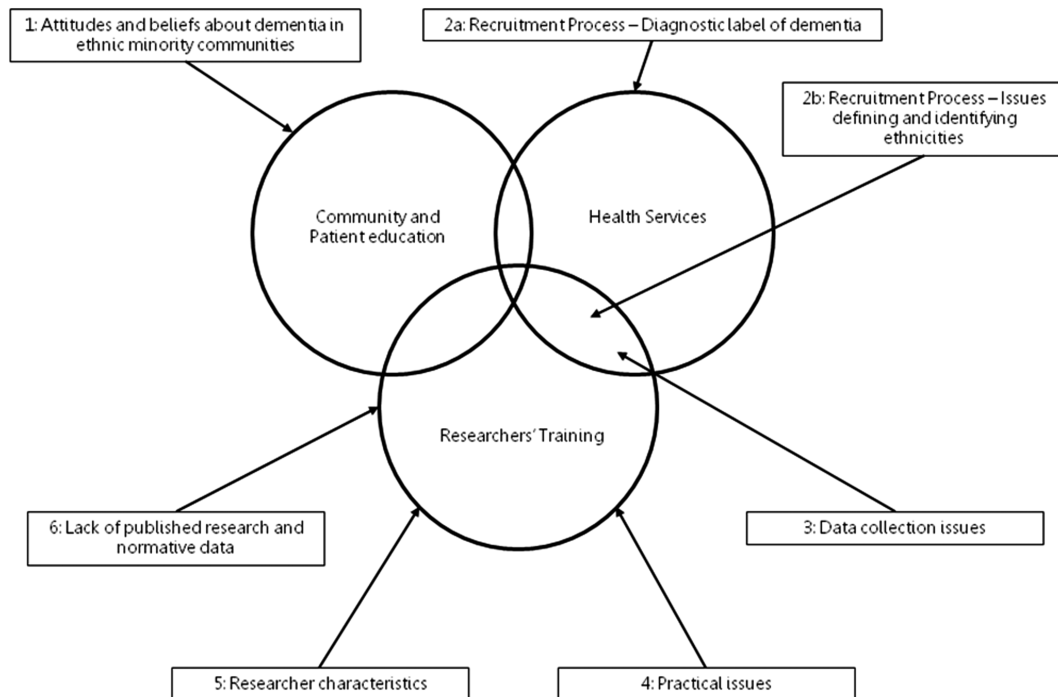 1: Attitudes and beliefs about dementia in
ethnic minority communities
2a: Recruitment Process – Diagnostic label of dementia
2b: Recruitment Process – Issues
defining and identifying
ethnicities
Community and
Patient education
Health Services
Researchers' Training
6: Lack of published research and
normative data
3: Data collection issues
5: Researcher characteristics
4: Practical issues